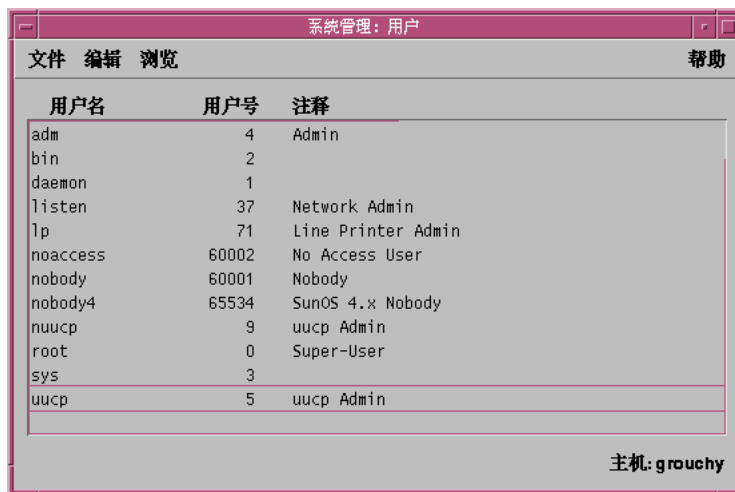 系统管理: 用户
文件 编辑 浏览 帮助
用户名 用户号 注释
adm 4 Admin
bin 2
daemon 1
listen 37 Network Admin
lp 71 Line Printer Admin
noaccess 60002 No Access User
nobody 60001 Nobody
nobody4 65534 SunOS 4.x Nobody
nuucp 9 uucp Admin
root 0 Super-User
sys 3
uucp 5 uucp Admin
主机: grouchy